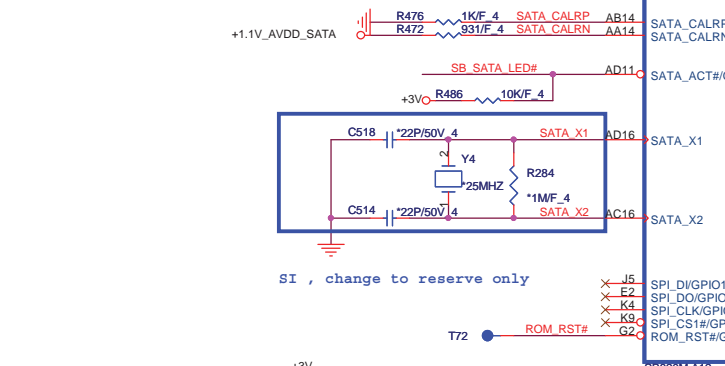 R476 1K/F_4 SATA_CALRP AB14 SATA_CALRP
+1.1V_AVDD_SATA R472 931/F_4 SATA_CALRN AA14 SATA_CALRN
SB_SATA_LED# AD11 SATA_ACT#/
+3V R486 10K/F_4
C518 *22P/50V_4 SATA_X1 AD16 SATA_X1
2 Y4
R284
*25MHZ
*1M/F_4
1
C514 *22P/50V_4 SATA_X2 AC16 SATA_X2
SI , change to reserve only
J5 SPI_DI/GPIO1
E2 SPI_DO/GPIO
K4 SPI_CLK/GPI
K9 SPI_CS1#/GP
T72 ROM_RST# G2 ROM_RST#/G
+3V